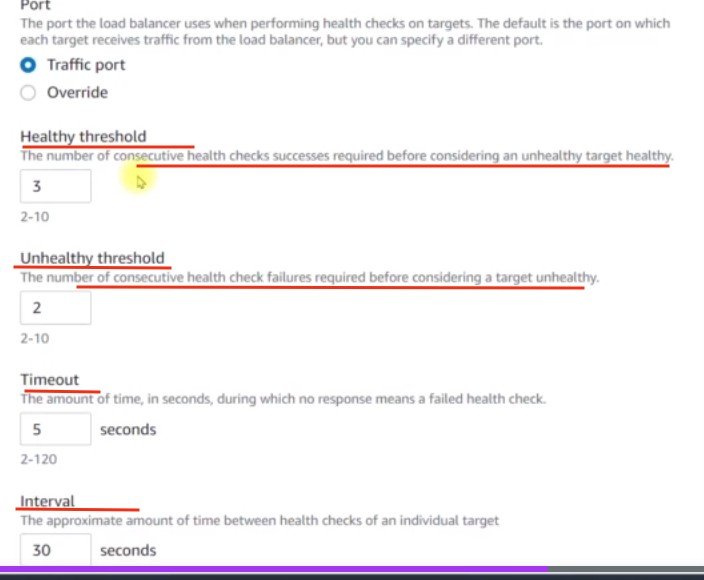 Port
The port the load balancer uses when performing health checks on targets. The default is the port on which
each target receives traffic from the load balancer, but you can specify a different port.
Traffic port
Override
Healthy threshold
The number of consecutive health checks successes required before considering an unhealthy target healthy.
3
2-10
Unhealthy threshold
The number of consecutive health check failures required before considering a target unhealthy.
2
2-10
Timeout
The amount of time, in seconds, during which no response means a failed health check.
5 seconds
2-120
Interval
The approximate amount of time between health checks of an individual target
30 seconds